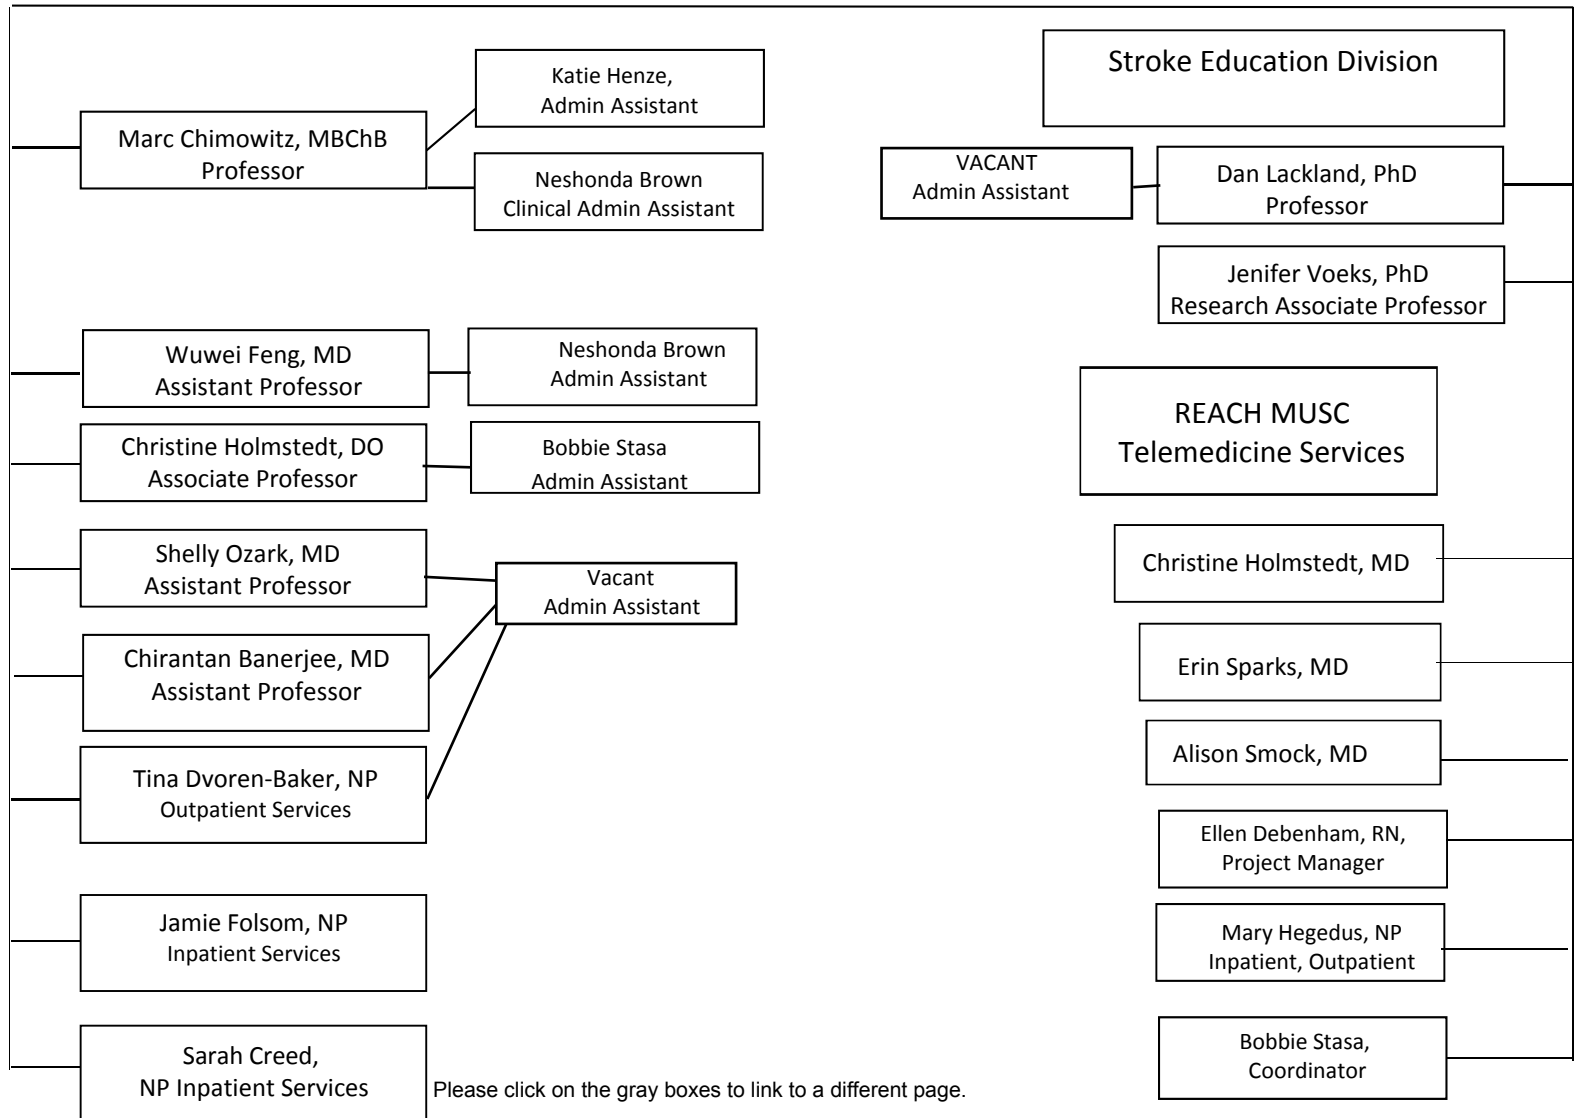 Marc Chimowitz, MBChB
Professor
Katie Henze,
Admin Assistant
Neshonda Brown
Clinical Admin Assistant
Wuwei Feng, MD
Assistant Professor
Neshonda Brown
Admin Assistant
Christine Holmstedt, DO
Associate Professor
Bobbie Stasa
Admin Assistant
Shelly Ozark, MD
Assistant Professor
Vacant
Admin Assistant
Chirantan Banerjee, MD
Assistant Professor
Tina Dvoren-Baker, NP
Outpatient Services
Jamie Folsom, NP
Inpatient Services
Sarah Creed,
NP Inpatient Services
Please click on the gray boxes to link to a different page.
Stroke Education Division
VACANT
Admin Assistant
Dan Lackland, PhD
Professor
Jenifer Voeks, PhD
Research Associate Professor
REACH MUSC
Telemedicine Services
Christine Holmstedt, MD
Erin Sparks, MD
Alison Smock, MD
Ellen Debenham, RN,
Project Manager
Mary Hegedus, NP
Inpatient, Outpatient
Bobbie Stasa,
Coordinator